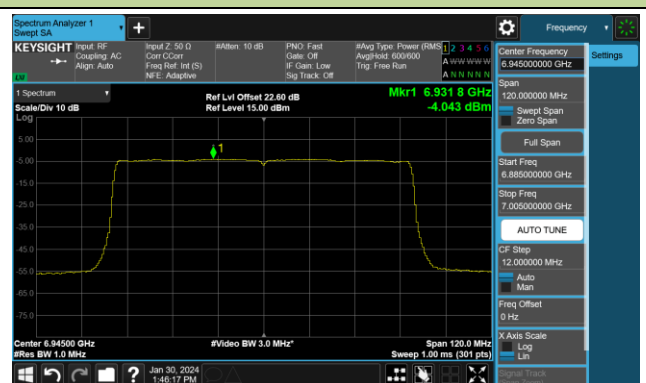 Spectrum Analyzer 1
Swept SA
+
Frequency
KEYSIGHT
Input: RF
Coupling: AC
Align: Auto
Input Z: 50 Ω
Corr CCorr
Freq Ref: Int (S)
NFE: Adaptive
#Atten: 10 dB
PNO: Fast
Gate: Off
IF Gain: Low
Sig Track: Off
#Avg Type: Power (RMS
Avg|Hold: 600/600
Trig: Free Run
1 2 3 4 5 6
A W W W W W
A N N N N N
LXI
1 Spectrum
Scale/Div 10 dB
Ref Lvl Offset 22.60 dB
Ref Level 15.00 dBm
Mkr1 6.931 8 GHz
-4.043 dBm
Log
5.00
-5.00
-15.0
-25.0
-35.0
-45.0
-55.0
-65.0
-75.0
1
Center 6.94500 GHz
#Res BW 1.0 MHz
#Video BW 3.0 MHz*
Span 120.0 MHz
Sweep 1.00 ms (301 pts)
Jan 30, 2024
1:46:17 PM
Center Frequency
6.945000000 GHz
Settings
Span
120.000000 MHz
Swept Span
Zero Span
Full Span
Start Freq
6.885000000 GHz
Stop Freq
7.005000000 GHz
AUTO TUNE
CF Step
12.000000 MHz
Auto
Man
Freq Offset
0 Hz
X Axis Scale
Log
Lin
Signal Track